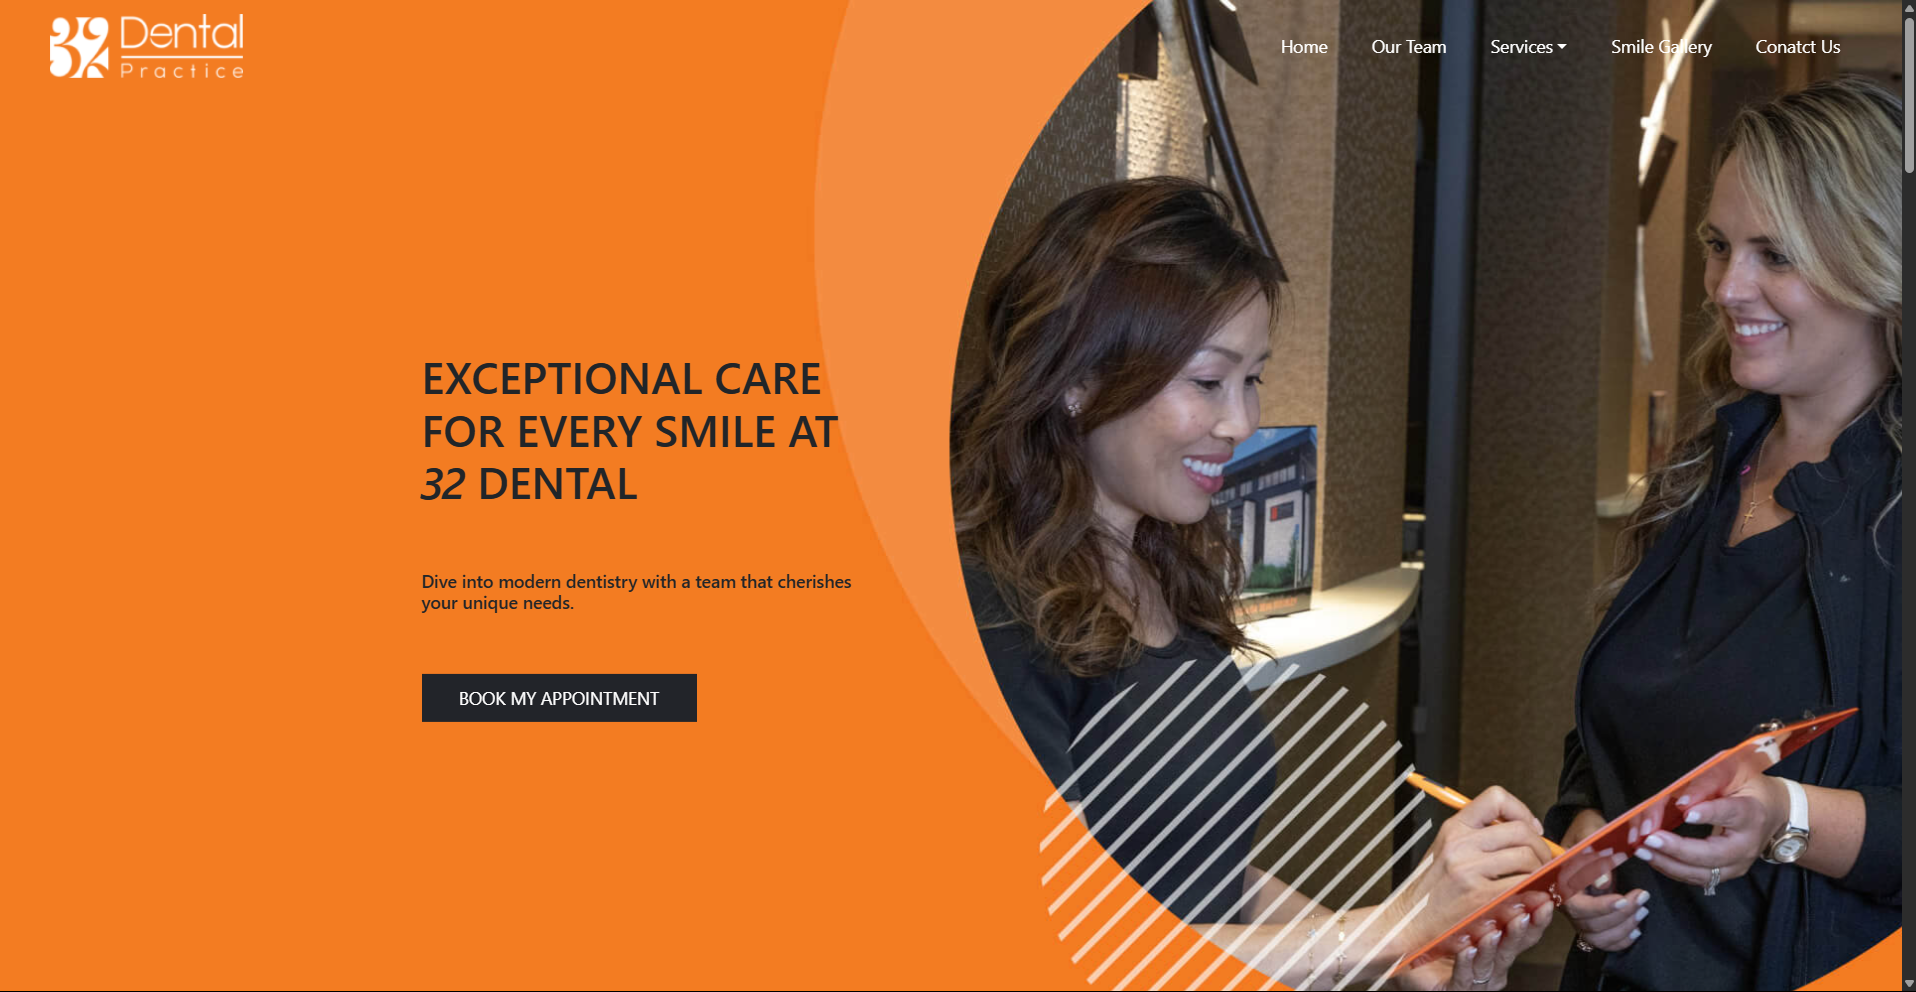 32 Dental
Practice
Home Our Team Services Smile Gallery Conatct Us
EXCEPTIONAL CARE
FOR EVERY SMILE AT
32 DENTAL
Dive into modern dentistry with a team that cherishes
your unique needs.
BOOK MY APPOINTMENT